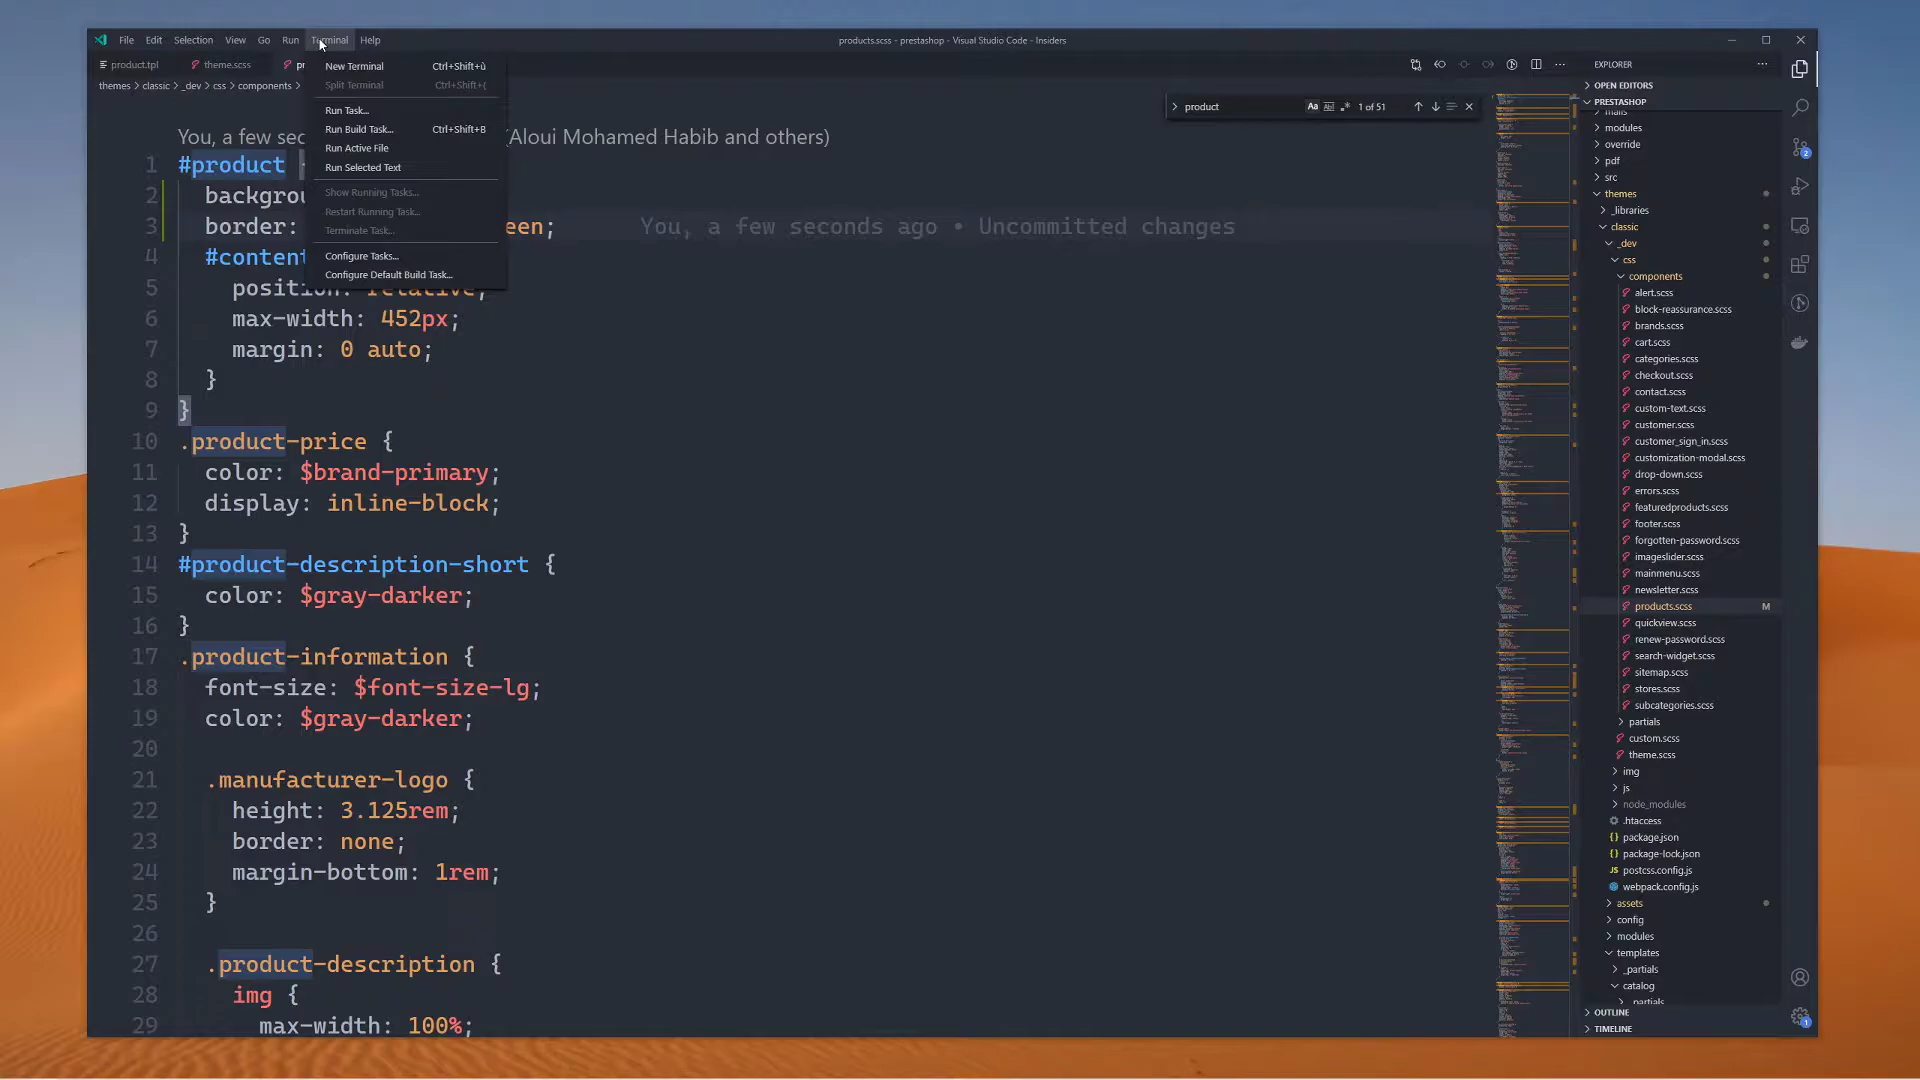 File Edit Selection View Go Run Terminal Help
products.scss - prestashop - Visual Studio Code - Insiders
product.tpl theme.scss pr
themes > classic > _dev > css > components >
New Terminal Ctrl+Shift+ù
Split Terminal Ctrl+Shift+(
Run Task...
Run Build Task... Ctrl+Shift+B
Run Active File
Run Selected Text
Show Running Tasks...
Restart Running Task...
Terminate Task...
Configure Tasks...
Configure Default Build Task...
product Aa Abl .* 1 of 51
You, a few sec (Aloui Mohamed Habib and others)
1 #product {
2 backgrou
3 border: een; You, a few seconds ago • Uncommitted changes
4 #content
5 position: relative;
6 max-width: 452px;
7 margin: 0 auto;
8 }
9 }
10 .product-price {
11 color: $brand-primary;
12 display: inline-block;
13 }
14 #product-description-short {
15 color: $gray-darker;
16 }
17 .product-information {
18 font-size: $font-size-lg;
19 color: $gray-darker;
20
21 .manufacturer-logo {
22 height: 3.125rem;
23 border: none;
24 margin-bottom: 1rem;
25 }
26
27 .product-description {
28 img {
29 max-width: 100%;
EXPLORER
OPEN EDITORS
PRESTASHOP
mails
modules
override
pdf
src
themes
_libraries
classic
_dev
css
components
alert.scss
block-reassurance.scss
brands.scss
cart.scss
categories.scss
checkout.scss
contact.scss
custom-text.scss
customer.scss
customer_sign_in.scss
customization-modal.scss
drop-down.scss
errors.scss
featuredproducts.scss
footer.scss
forgotten-password.scss
imageslider.scss
mainmenu.scss
newsletter.scss
products.scss M
quickview.scss
renew-password.scss
search-widget.scss
sitemap.scss
stores.scss
subcategories.scss
partials
custom.scss
theme.scss
img
js
node_modules
.htaccess
{} package.json
{} package-lock.json
JS postcss.config.js
webpack.config.js
assets
config
modules
templates
_partials
catalog
_partials
OUTLINE
TIMELINE
2
1